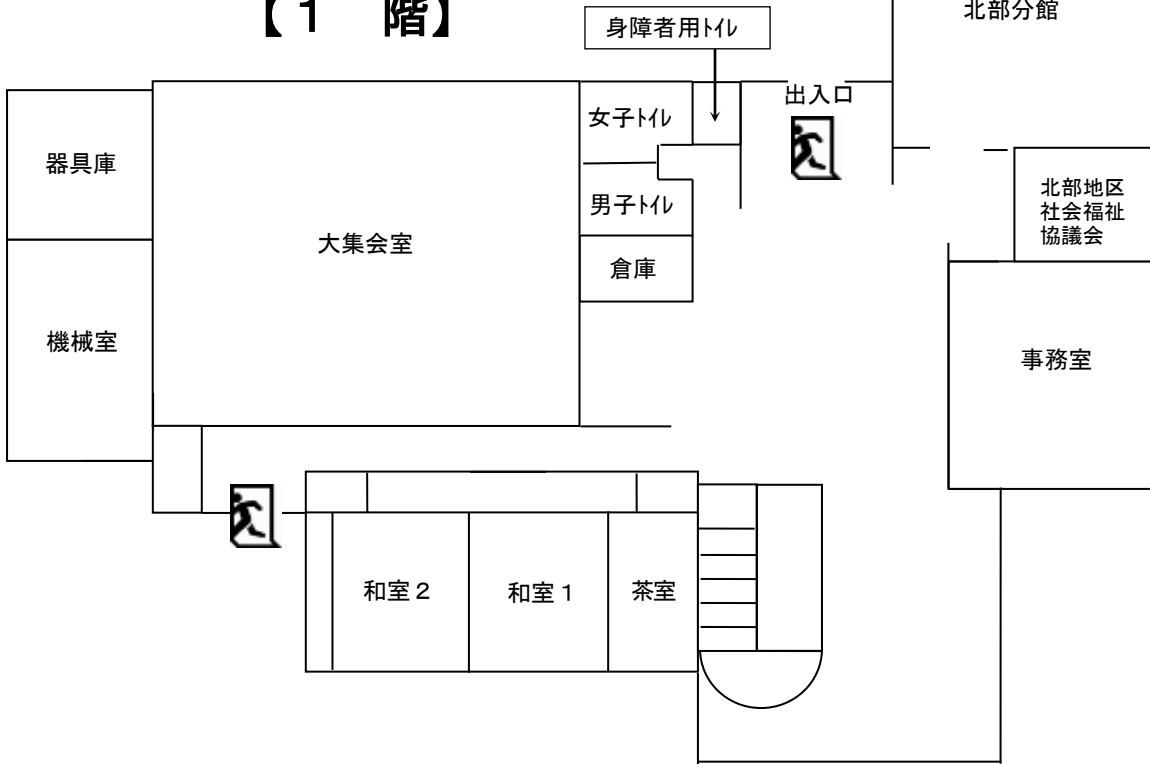 【１　階】
北部分館
身障者用ﾄｲﾚ
出入口
女子ﾄｲﾚ
器具庫
北部地区
社会福祉
協議会
男子ﾄｲﾚ
大集会室
倉庫
機械室
事務室
和室２
和室１
茶室